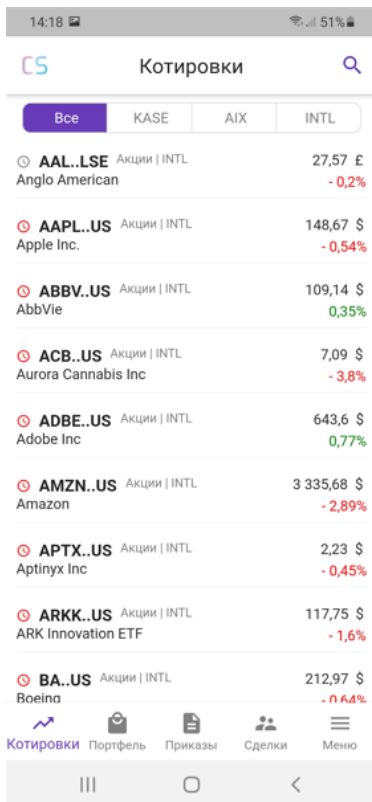 14:18 51%
CS Котировки
Все KASE AIX INTL
AAL..LSE Акции | INTL 27,57 £
Anglo American - 0,2%
AAPL..US Акции | INTL 148,67 $
Apple Inc. - 0,54%
ABBV..US Акции | INTL 109,14 $
AbbVie 0,35%
ACB..US Акции | INTL 7,09 $
Aurora Cannabis Inc - 3,8%
ADBE..US Акции | INTL 643,6 $
Adobe Inc 0,77%
AMZN..US Акции | INTL 3 335,68 $
Amazon - 2,89%
APTX..US Акции | INTL 2,23 $
Aptinyx Inc - 0,45%
ARKK..US Акции | INTL 117,75 $
ARK Innovation ETF - 1,6%
BA..US Акции | INTL 212,97 $
Boeing - 0,64%
Котировки Портфель Приказы Сделки Меню